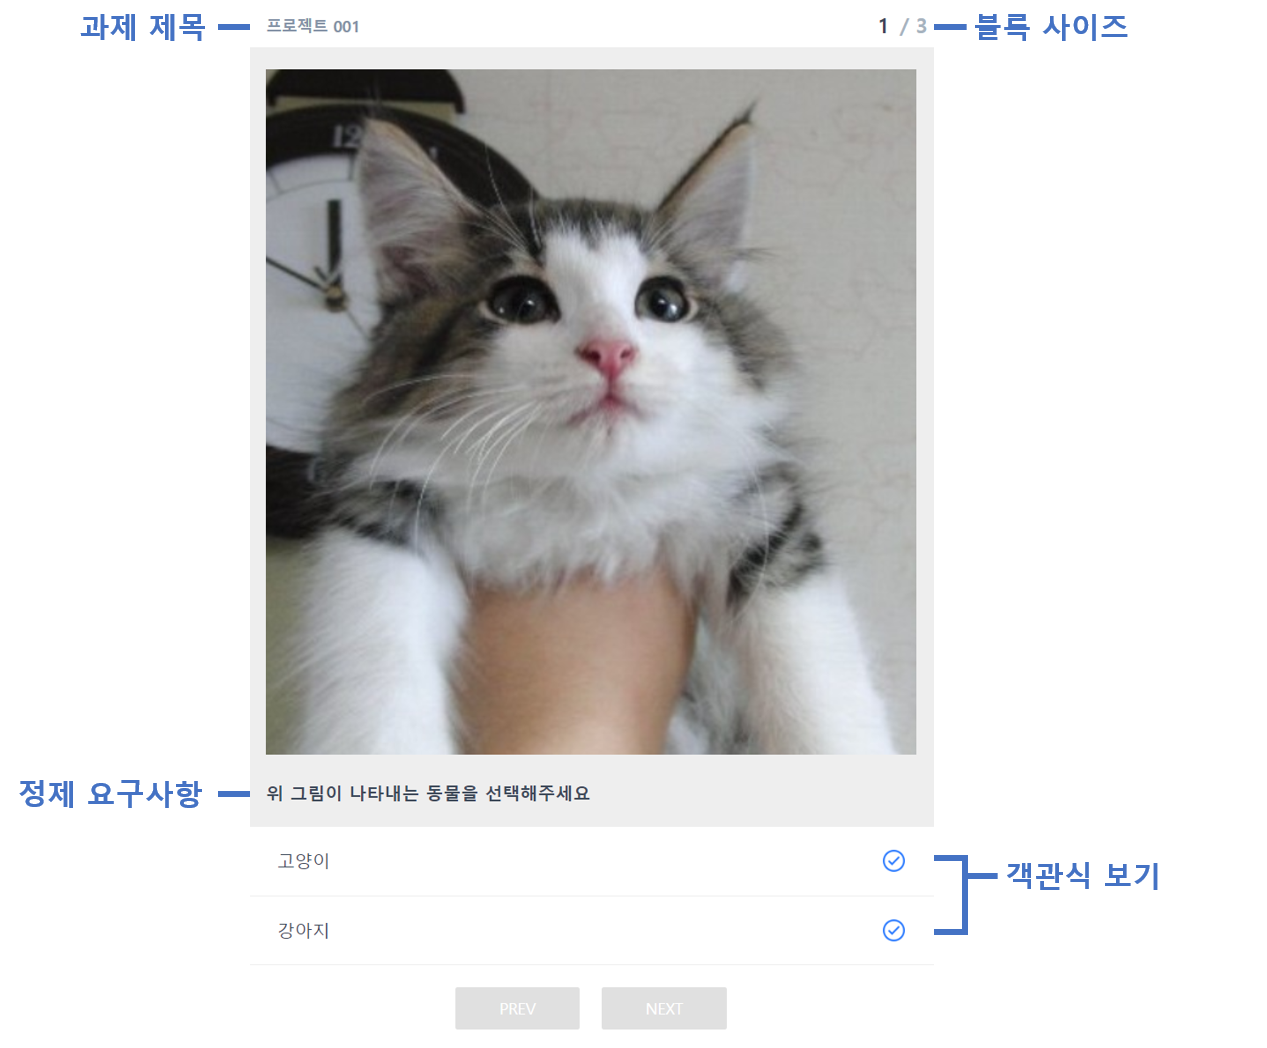 과제 제목
프로젝트 001
1 / 3
블록 사이즈
12
정제 요구사항
위 그림이 나타내는 동물을 선택해주세요
고양이
강아지
객관식 보기
PREV
NEXT